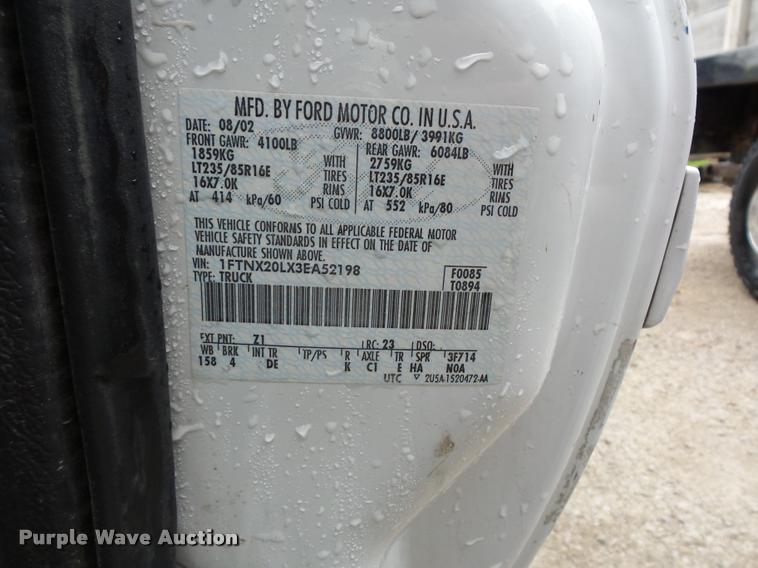 MFD. BY FORD MOTOR CO. IN U.S.A.
DATE: 08/02 GVWR: 8800LB/ 3991KG
FRONT GAWR: 4100LB REAR GAWR: 6084LB
1859KG WITH 2759KG WITH
LT235/85R16E TIRES LT235/85R16E TIRES
16X7.0K RIMS 16X7.0K RIMS
AT 414 kPa/60 PSI COLD AT 552 kPa/80 PSI COLD
THIS VEHICLE CONFORMS TO ALL APPLICABLE FEDERAL MOTOR
VEHICLE SAFETY STANDARDS IN EFFECT ON THE DATE OF
MANUFACTURE SHOWN ABOVE.
VIN: 1FTNX20LX3EA52198 F0085
TYPE: TRUCK T0894
EXT PNT: Z1 RC: 23 DSO:
WB BRK INT TR TP/PS R AXLE TR SPR 3F714
158 4 DE K C1 E HA N0A
UTC ▽ 2U5A-1520472-AA
Purple Wave Auction